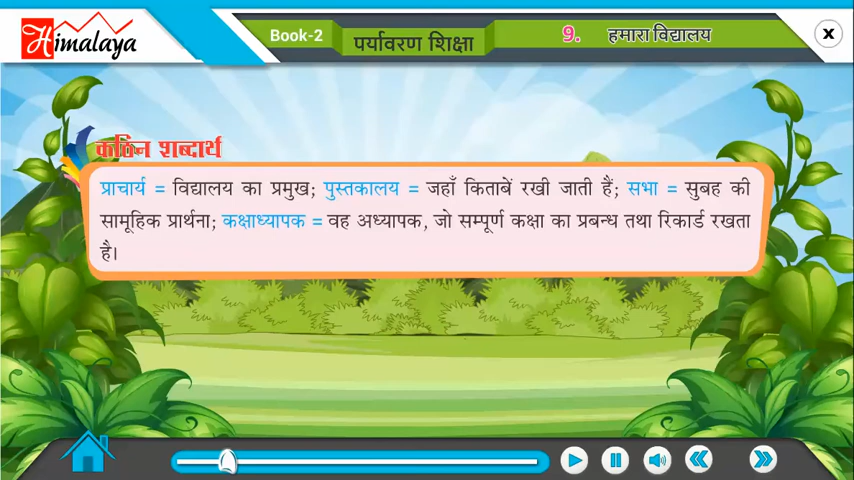 Himalaya
Book-2
पर्यावरण शिक्षा
9. हमारा विद्यालय
X
कठिन शब्दार्थ
प्राचार्य = विद्यालय का प्रमुख; पुस्तकालय = जहाँ किताबें रखी जाती हैं; सभा = सुबह की
सामूहिक प्रार्थना; कक्षाध्यापक = वह अध्यापक, जो सम्पूर्ण कक्षा का प्रबन्ध तथा रिकार्ड रखता
है।